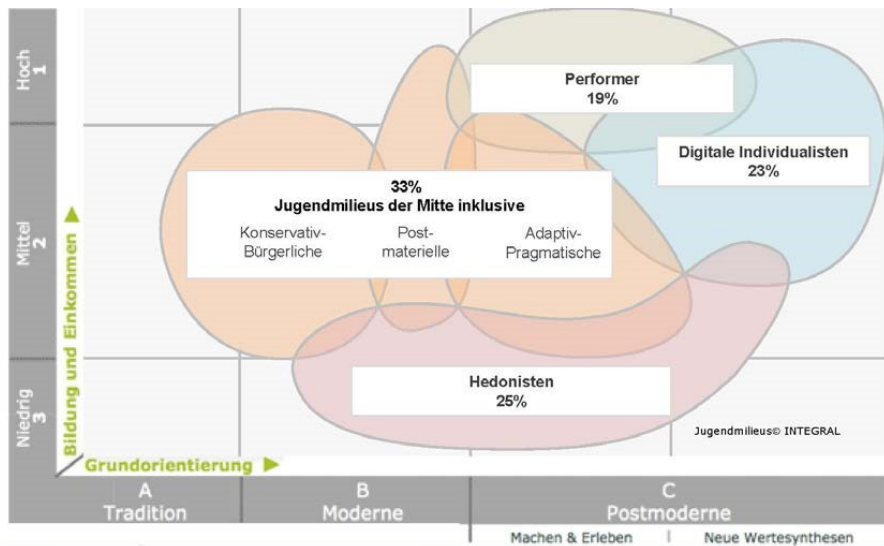 Hoch
1
Performer
19%
Digitale Individualisten
23%
33%
Jugendmilieus der Mitte inklusive
Konservativ-
Bürgerliche
Post-
materielle
Adaptiv-
Pragmatische
Mittel
2
Bildung und Einkommen
Hedonisten
25%
Niedrig
3
Jugendmilieus© INTEGRAL
Grundorientierung
A
Tradition
B
Moderne
C
Postmoderne
Machen & Erleben
Neue Wertesynthesen